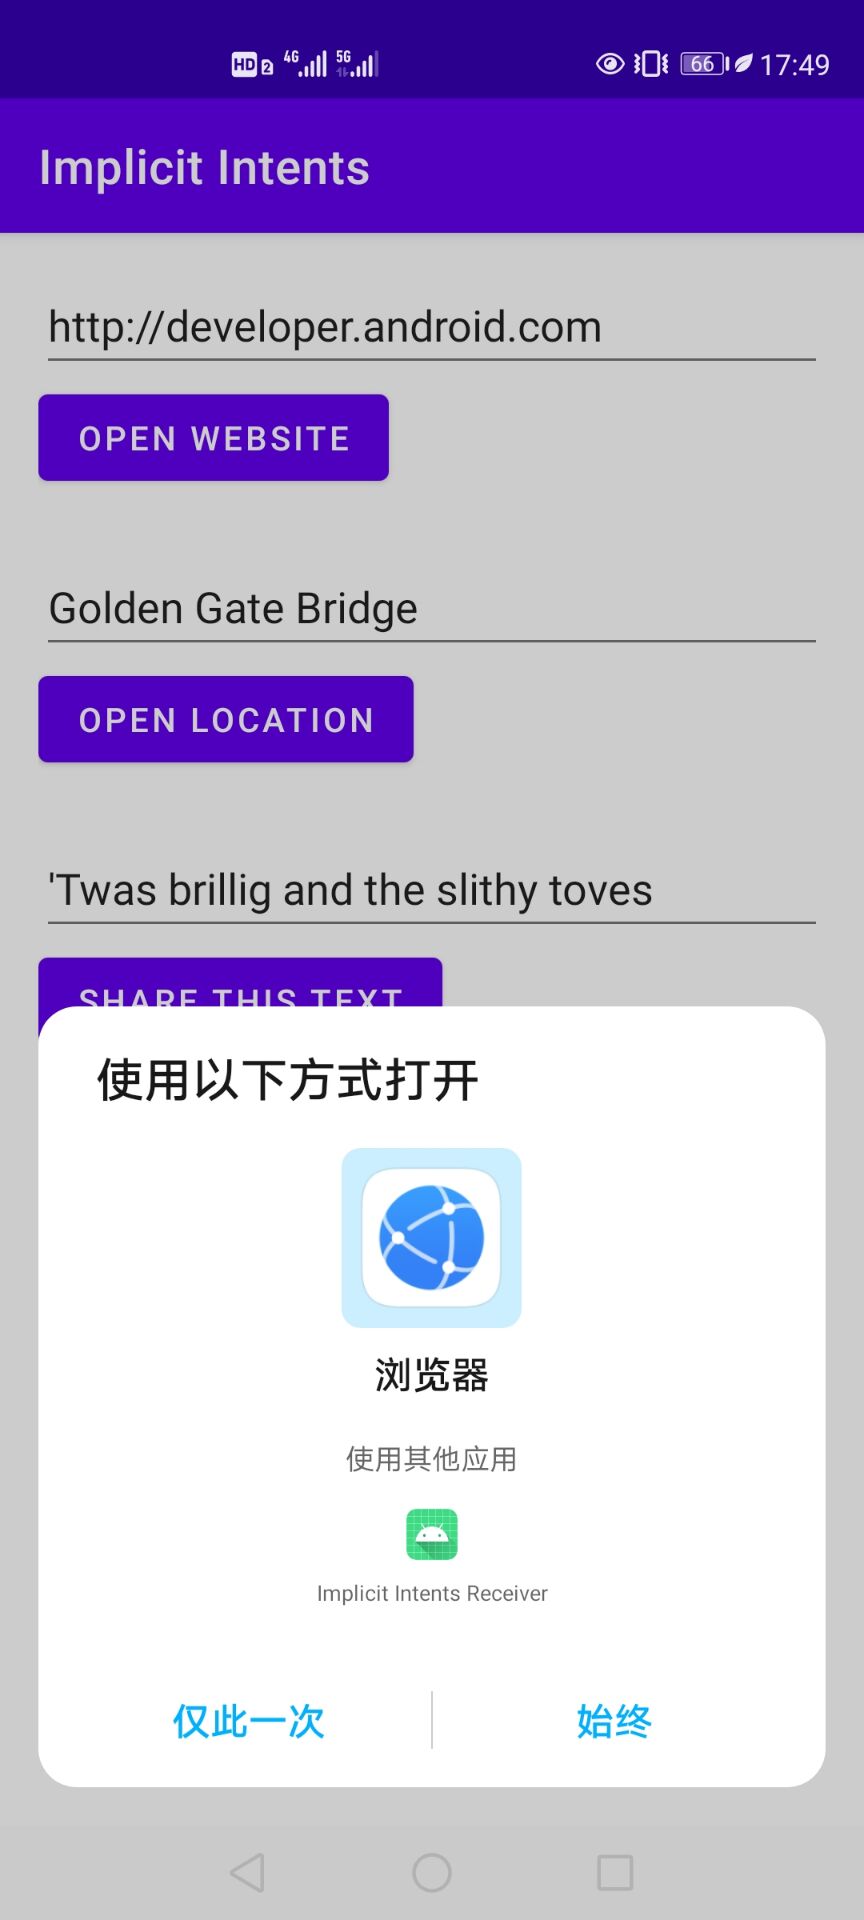 HD 2 4G 5G 66 17:49
Implicit Intents
http://developer.android.com
OPEN WEBSITE
Golden Gate Bridge
OPEN LOCATION
'Twas brillig and the slithy toves
SHARE THIS TEXT
使用以下方式打开
浏览器
使用其他应用
Implicit Intents Receiver
仅此一次 始终